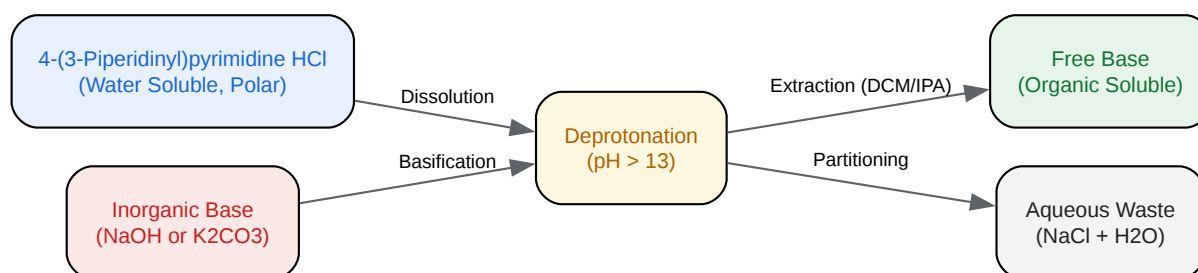 4-(3-Piperidinyl)pyrimidine HCl
(Water Soluble, Polar)
Dissolution
Inorganic Base
(NaOH or K2CO3)
Basification
Deprotonation
(pH > 13)
Extraction (DCM/IPA)
Free Base
(Organic Soluble)
Partitioning
Aqueous Waste
(NaCl + H2O)